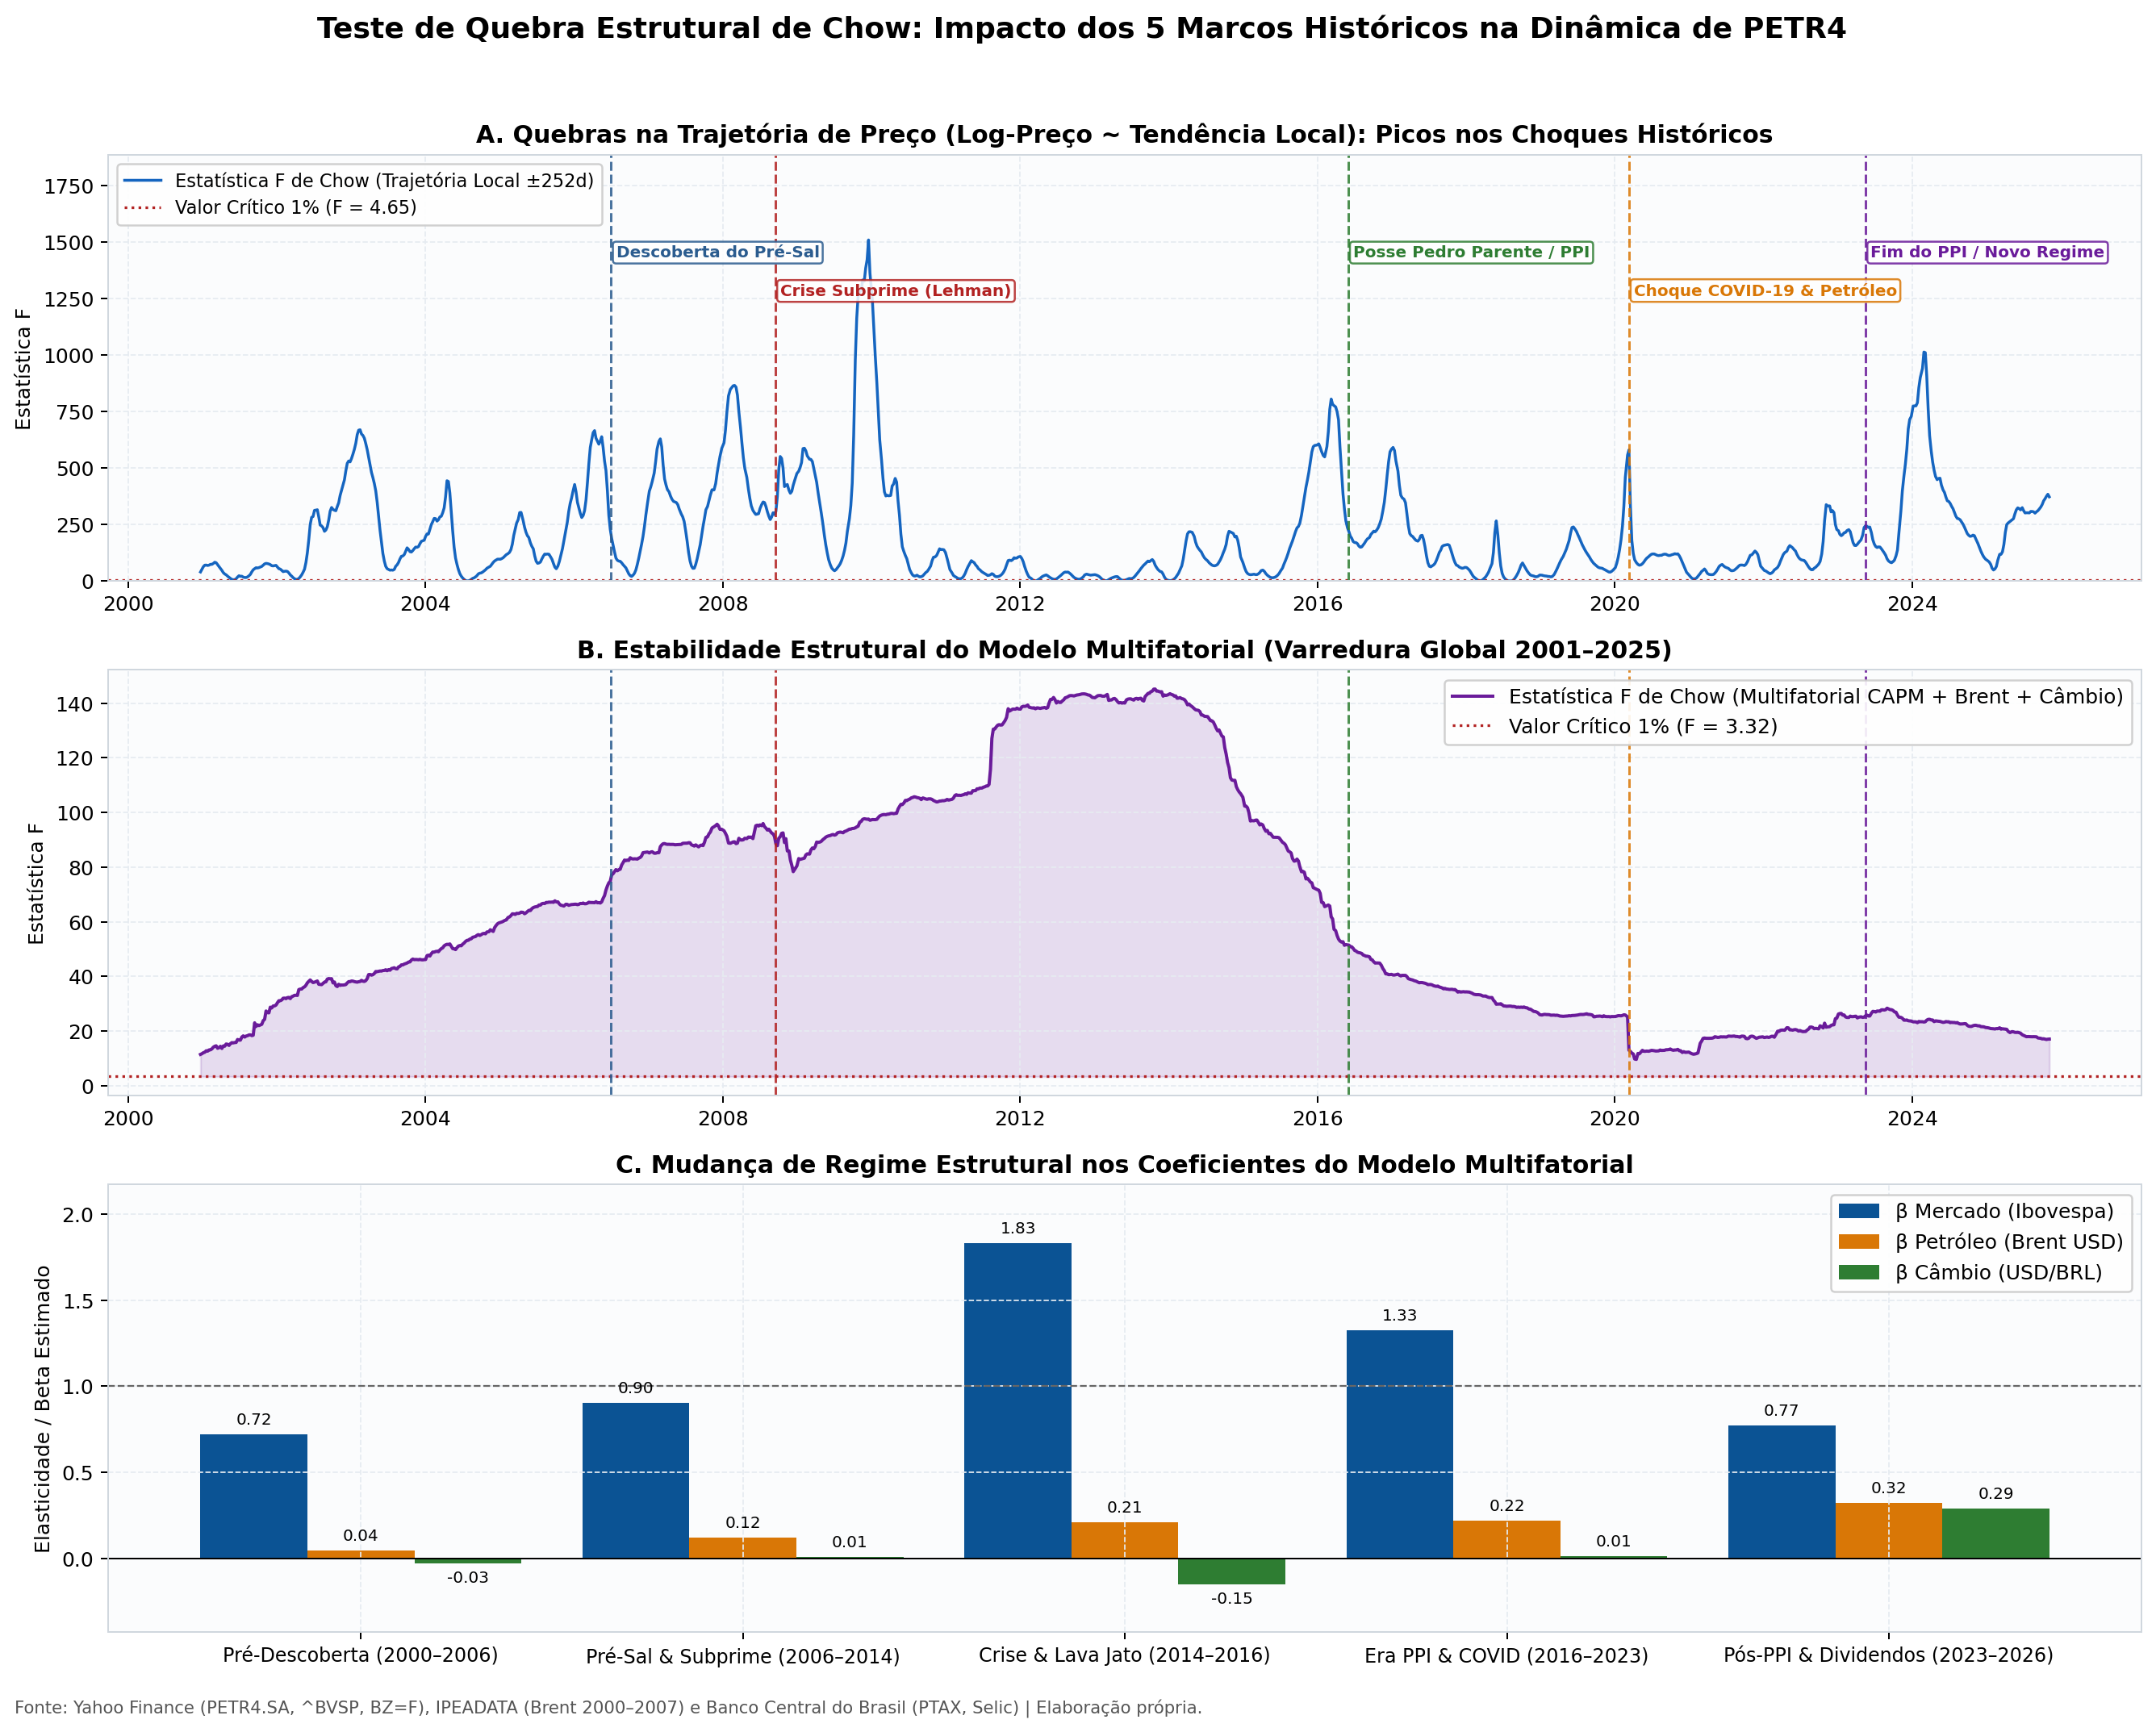 Teste de Quebra Estrutural de Chow: Impacto dos 5 Marcos Históricos na Dinâmica de PETR4
A. Quebras na Trajetória de Preço (Log-Preço ~ Tendência Local): Picos nos Choques Históricos
Estatística F
1750
1500
1250
1000
750
500
250
0
Estatística F de Chow (Trajetória Local ±252d)
Valor Crítico 1% (F = 4.65)
Descoberta do Pré-Sal
Crise Subprime (Lehman)
Posse Pedro Parente / PPI
Choque COVID-19 & Petróleo
Fim do PPI / Novo Regime
2000 2004 2008 2012 2016 2020 2024
B. Estabilidade Estrutural do Modelo Multifatorial (Varredura Global 2001–2025)
Estatística F
140
120
100
80
60
40
20
0
Estatística F de Chow (Multifatorial CAPM + Brent + Câmbio)
Valor Crítico 1% (F = 3.32)
2000 2004 2008 2012 2016 2020 2024
C. Mudança de Regime Estrutural nos Coeficientes do Modelo Multifatorial
Elasticidade / Beta Estimado
2.0
1.5
1.0
0.5
0.0
β Mercado (Ibovespa)
β Petróleo (Brent USD)
β Câmbio (USD/BRL)
0.72 0.04 -0.03
0.90 0.12 0.01
1.83 0.21 -0.15
1.33 0.22 0.01
0.77 0.32 0.29
Pré-Descoberta (2000–2006) Pré-Sal & Subprime (2006–2014) Crise & Lava Jato (2014–2016) Era PPI & COVID (2016–2023) Pós-PPI & Dividendos (2023–2026)
Fonte: Yahoo Finance (PETR4.SA, ^BVSP, BZ=F), IPEADATA (Brent 2000–2007) e Banco Central do Brasil (PTAX, Selic) | Elaboração própria.